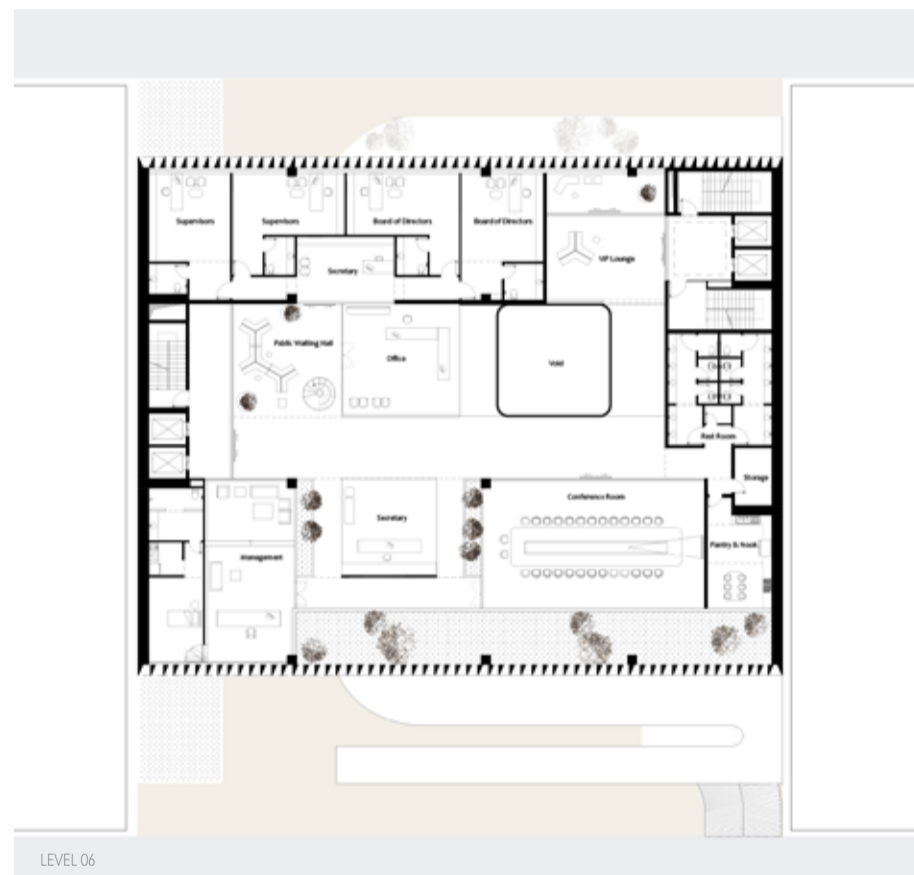 Supervisors
Supervisors
Board of Directors
Board of Directors
Secretary
VIP Lounge
Public Waiting Hall
Office
Void
Rest Room
Storage
Conference Room
Secretary
Pantry & Nook
Management
LEVEL 06